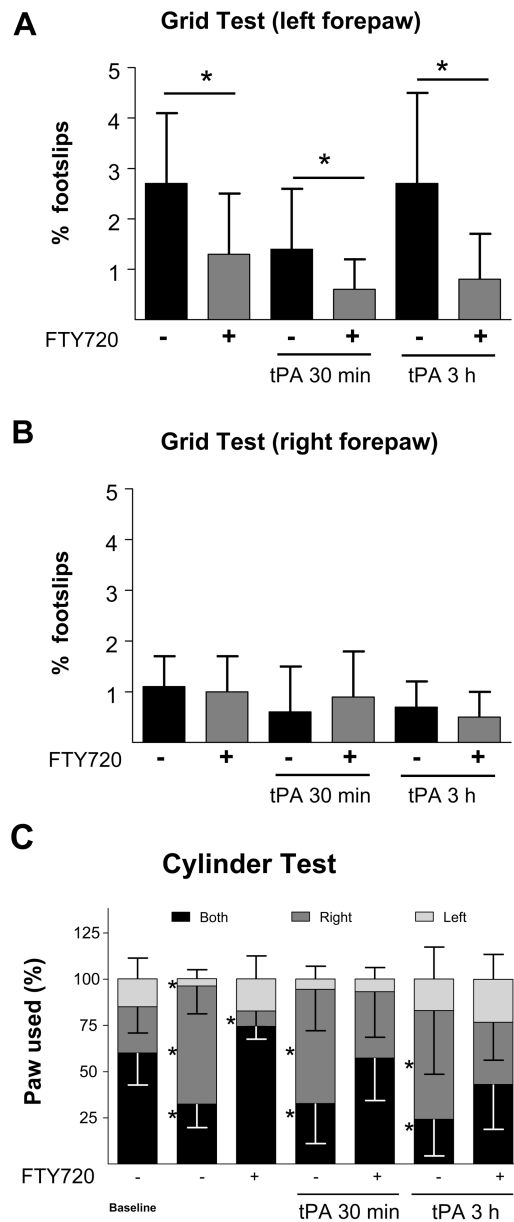 A
Grid Test (left forepaw)
% footslips
5
4
3
2
1
* * *
FTY720 - + - + - +
tPA 30 min tPA 3 h
B
Grid Test (right forepaw)
% footslips
5
4
3
2
1
FTY720 - + - + - +
tPA 30 min tPA 3 h
C
Cylinder Test
Both Right Left
Paw used (%)
125
100
75
50
25
* * * * * * * *
FTY720 - - + - + - +
Baseline tPA 30 min tPA 3 h